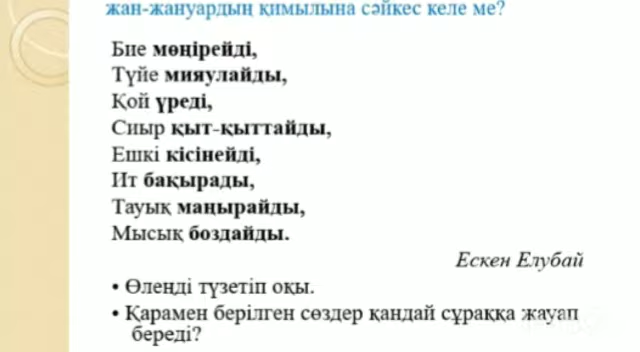 жан-жануардың қимылына сәйкес келе ме?
Бие мөңірейді,
Түйе мияулайды,
Қой үреді,
Сиыр қыт-қыттайды,
Ешкі кісінейді,
Ит бақырады,
Тауық маңырайды,
Мысық боздайды.
Ескен Елубай
• Өлеңді түзетіп оқы.
• Қарамен берілген сөздер қандай сұраққа жауап
береді?